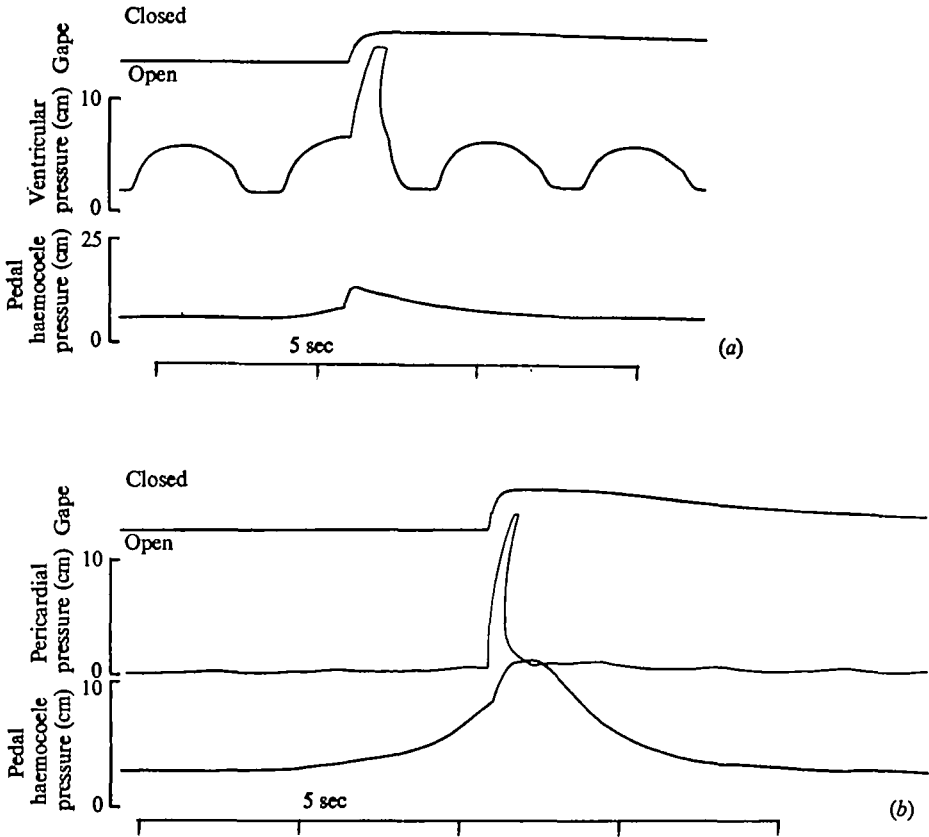 Closed
Gape
Open
10
Ventricular
pressure (cm)
0
25
Pedal
haemocoele
pressure (cm)
0
5 sec
(a)
Closed
Gape
Open
10
Pericardial
pressure (cm)
0
10
Pedal
haemocoele
pressure (cm)
0
5 sec
(b)